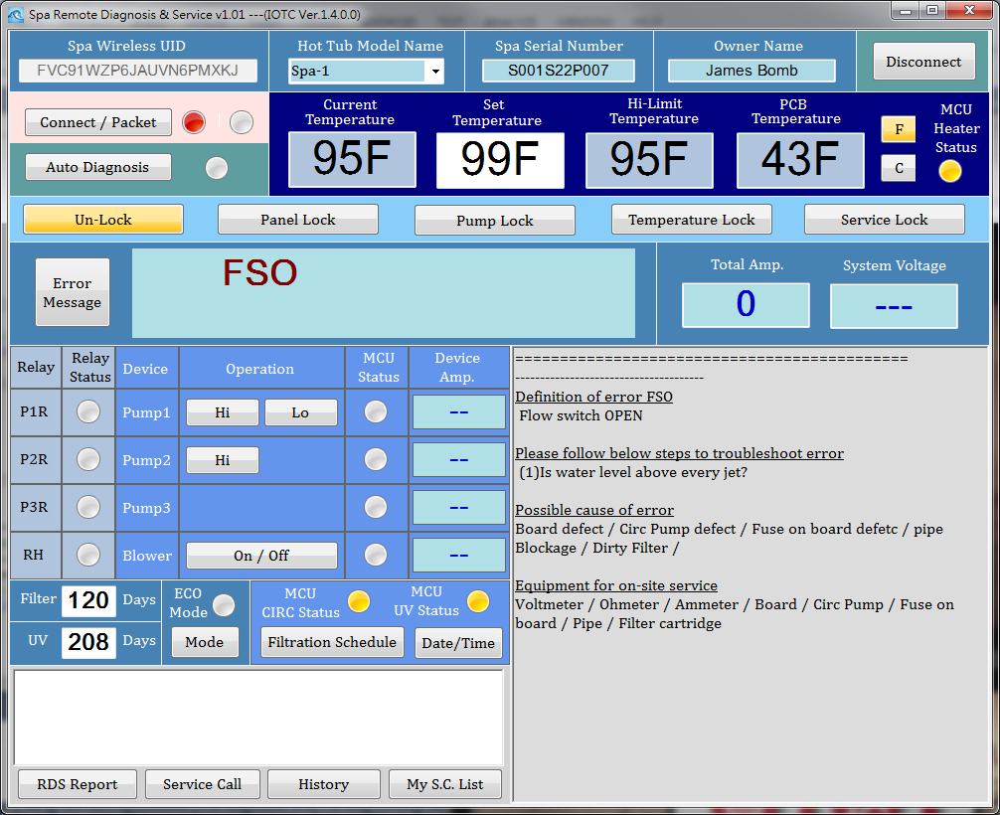 Spa Remote Diagnosis & Service v1.01 ---(IOTC Ver.1.4.0.0)
Spa Wireless UID
FVC91WZP6JAUVN6PMXKJ
Hot Tub Model Name
Spa-1
Spa Serial Number
S001S22P007
Owner Name
James Bomb
Disconnect
Connect / Packet
Auto Diagnosis
Current
Temperature
95F
Set
Temperature
99F
Hi-Limit
Temperature
95F
PCB
Temperature
43F
F
C
MCU
Heater
Status
Un-Lock
Panel Lock
Pump Lock
Temperature Lock
Service Lock
Error
Message
FSO
Total Amp.
0
System Voltage
---
Relay
Relay
Status
Device
Operation
MCU
Status
Device
Amp.
P1R
Pump1
Hi
Lo
--
P2R
Pump2
Hi
--
P3R
Pump3
--
RH
Blower
On / Off
--
Filter
120
Days
UV
208
Days
ECO
Mode
Mode
MCU
CIRC Status
MCU
UV Status
Filtration Schedule
Date/Time
============================================
--------------------------------------
Definition of error FSO
Flow switch OPEN
Please follow below steps to troubleshoot error
(1)Is water level above every jet?
Possible cause of error
Board defect / Circ Pump defect / Fuse on board defetc / pipe
Blockage / Dirty Filter /
Equipment for on-site service
Voltmeter / Ohmeter / Ammeter / Board / Circ Pump / Fuse on
board / Pipe / Filter cartridge
RDS Report
Service Call
History
My S.C. List